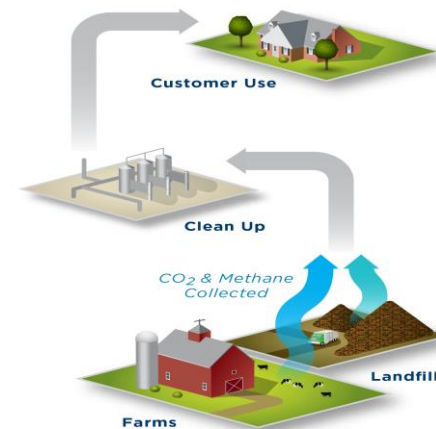 Customer Use
Clean Up
CO₂ & Methane
Collected
Landfill
Farms